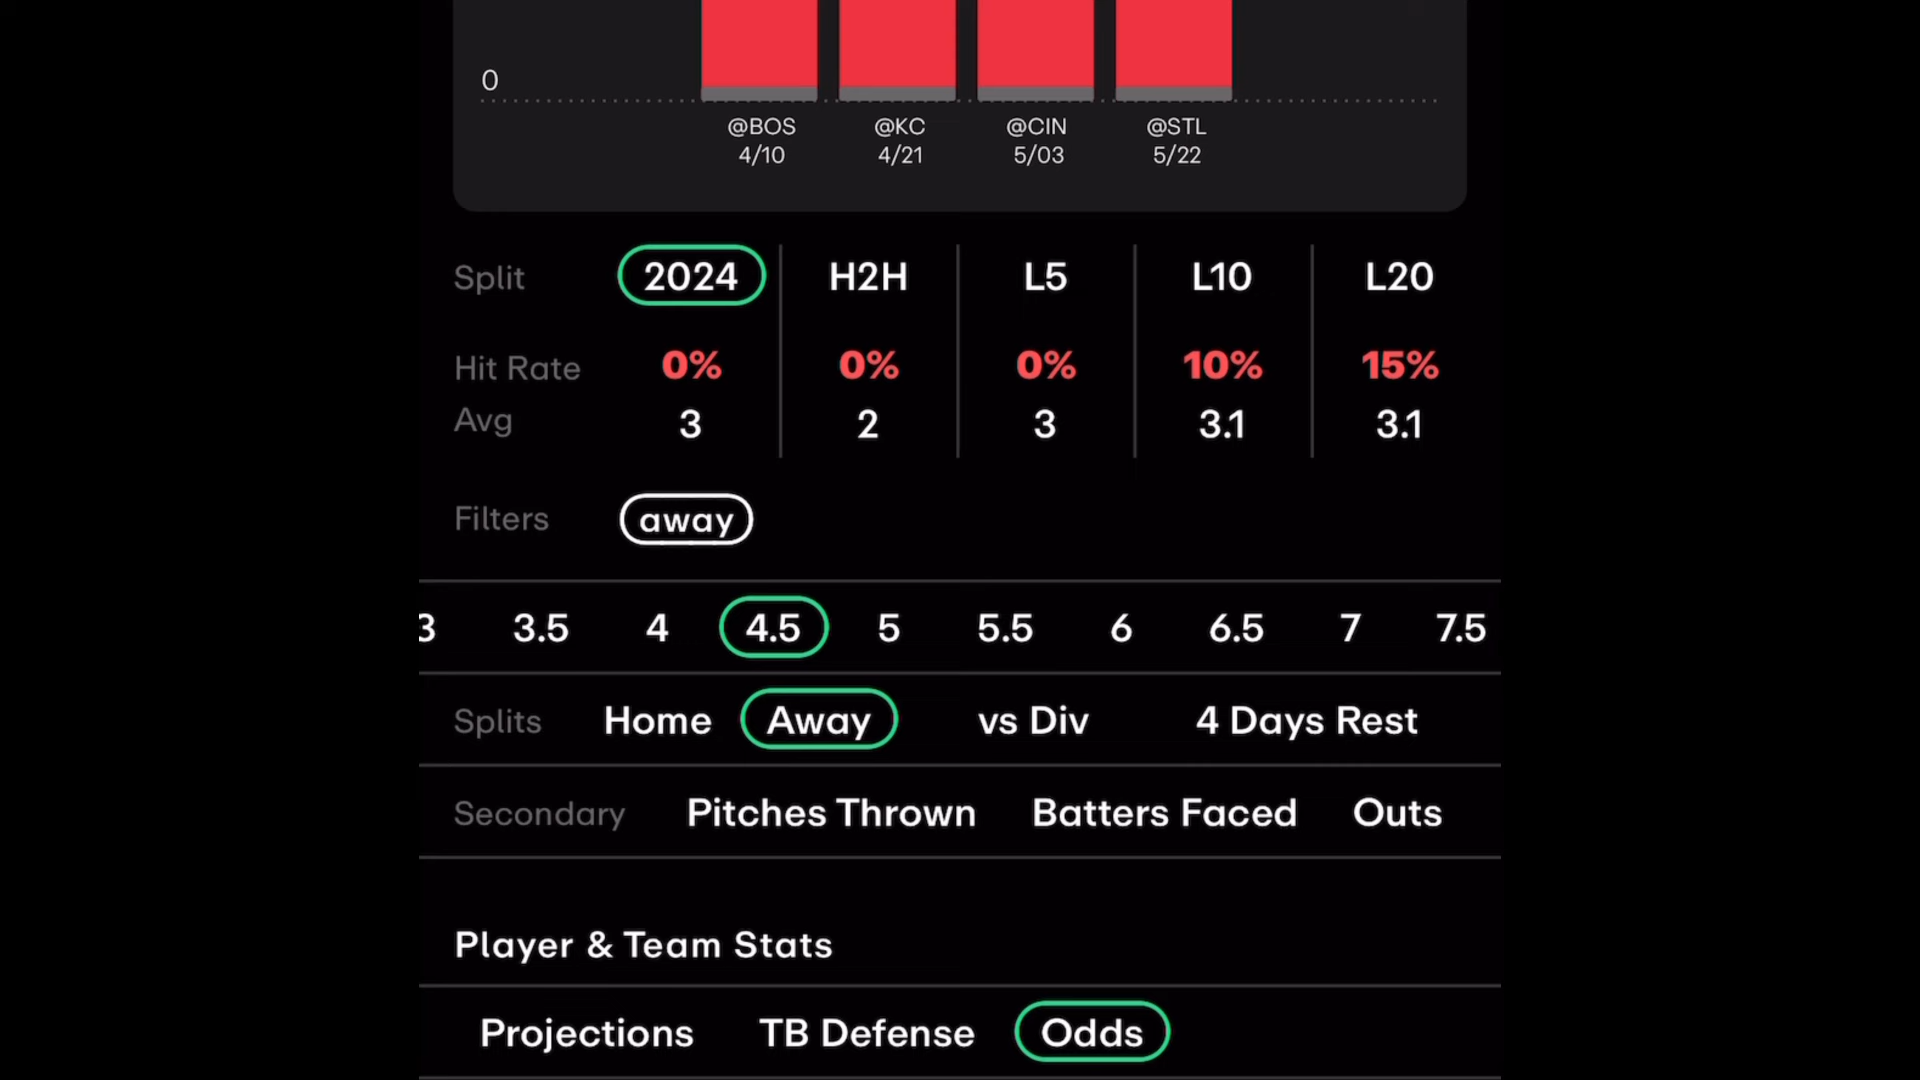 0
@BOS @KC @CIN @STL
4/10 4/21 5/03 5/22
Split 2024 H2H L5 L10 L20
Hit Rate 0% 0% 0% 10% 15%
Avg 3 2 3 3.1 3.1
Filters away
3 3.5 4 4.5 5 5.5 6 6.5 7 7.5
Splits Home Away vs Div 4 Days Rest
Secondary Pitches Thrown Batters Faced Outs
Player & Team Stats
Projections TB Defense Odds